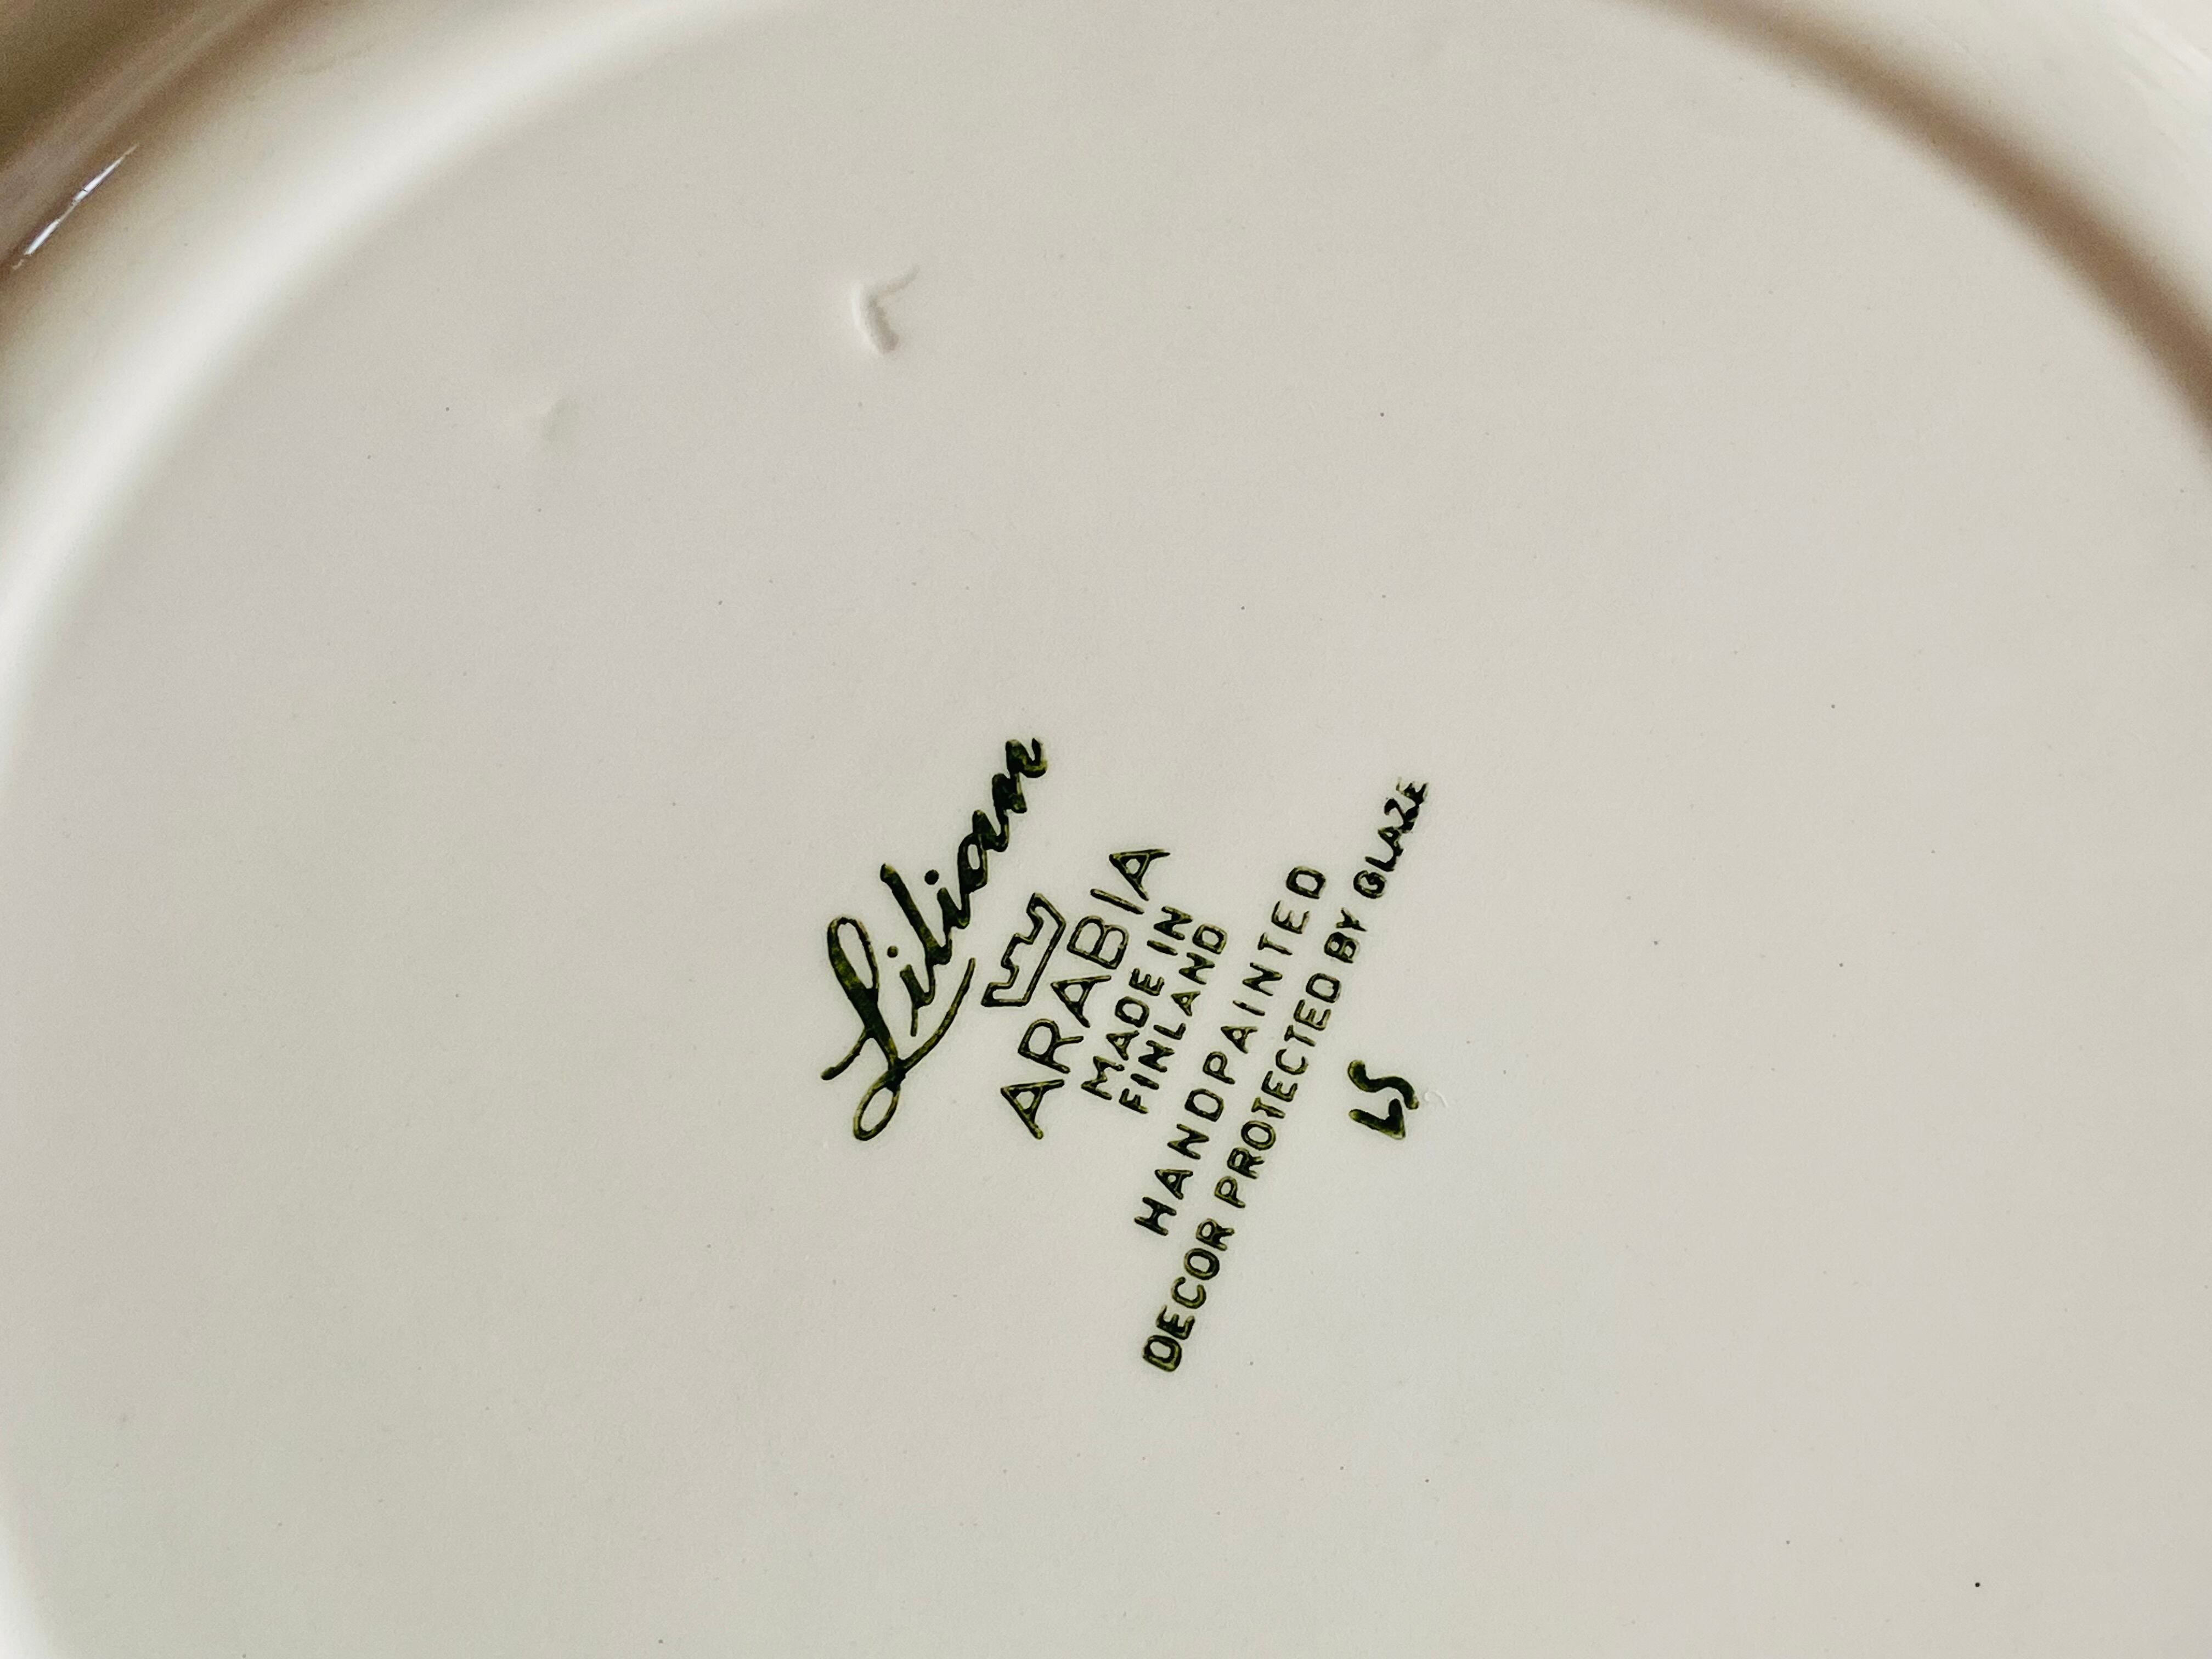 Lilian
ARABIA
MADE IN
FINLAND
HANDPAINTED
DECOR PROTECTED BY GLAZE
LS